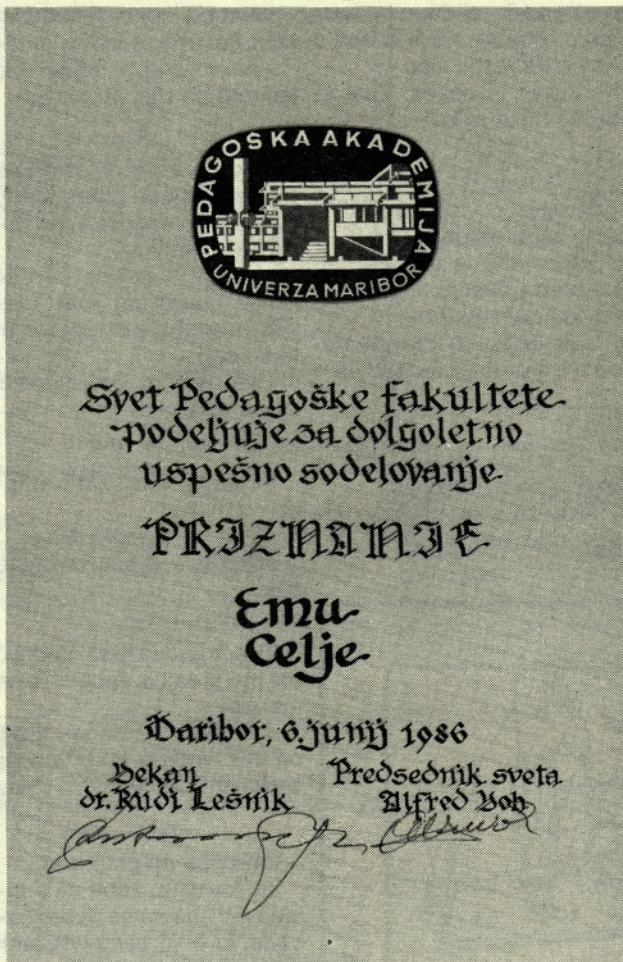 PEDAGOŠKA AKADEMIJA
UNIVERZA MARIBOR
Svet Pedagoške fakultete
podeljuje za dolgoletno
uspešno sodelovanje
PRIZNANJE
Emu
Celje
Maribor, 6. junij 1986
Dekan Predsednik sveta
dr. Rudi Lešnik Alfred